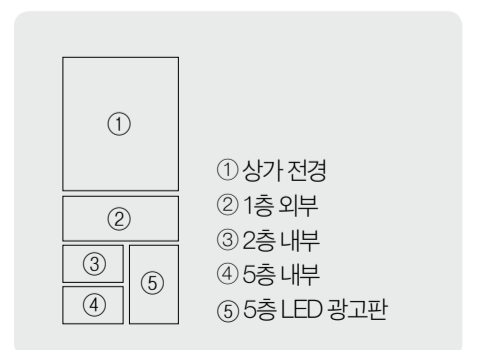 ①
②
③
④
⑤
① 상가 전경
② 1층 외부
③ 2층 내부
④ 5층 내부
⑤ 5층 LED 광고판